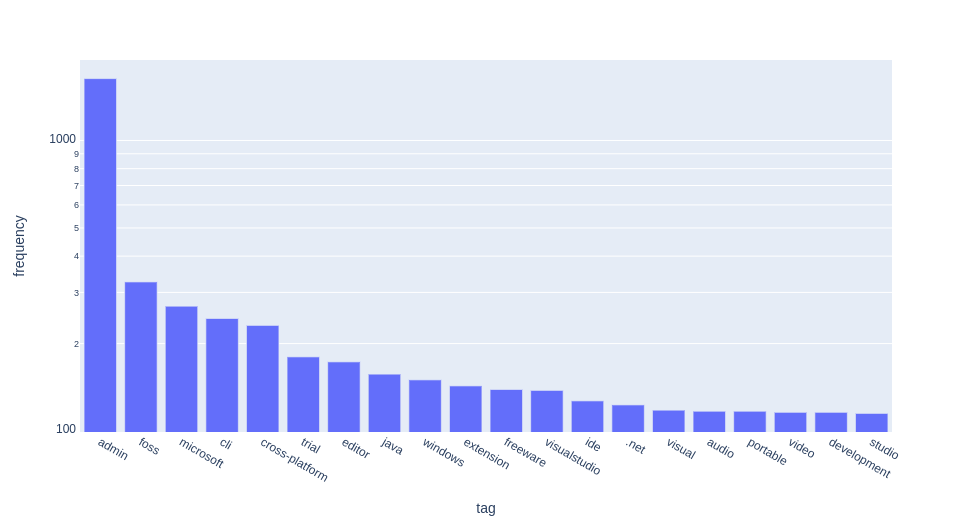 frequency
1000
9
8
7
6
5
4
3
2
100
admin
foss
microsoft
cli
cross-platform
trial
editor
java
windows
extension
freeware
visualstudio
ide
.net
visual
audio
portable
video
development
studio
tag